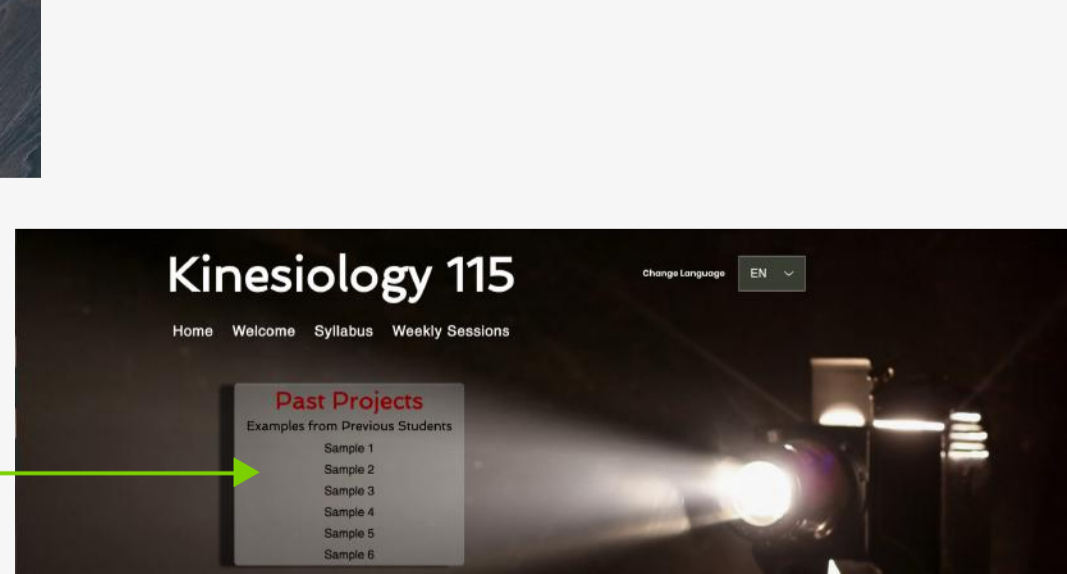 Kinesiology 115
Change Language EN
Home Welcome Syllabus Weekly Sessions
Past Projects
Examples from Previous Students
Sample 1
Sample 2
Sample 3
Sample 4
Sample 5
Sample 6